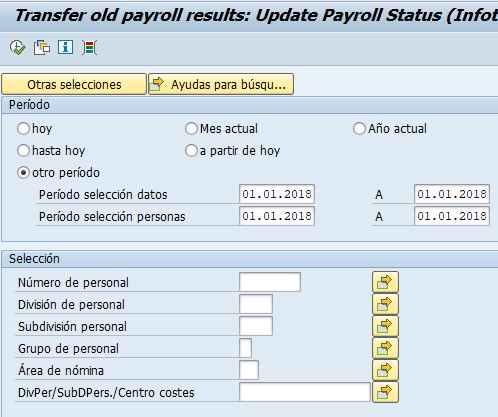 Transfer old payroll results: Update Payroll Status (Infot
Otras selecciones Ayudas para búsqu...
Período
hoy Mes actual Año actual
hasta hoy a partir de hoy
otro período
Período selección datos 01.01.2018 A 01.01.2018
Período selección personas 01.01.2018 A 01.01.2018
Selección
Número de personal
División de personal
Subdivisión personal
Grupo de personal
Área de nómina
DivPer/SubDPers./Centro costes